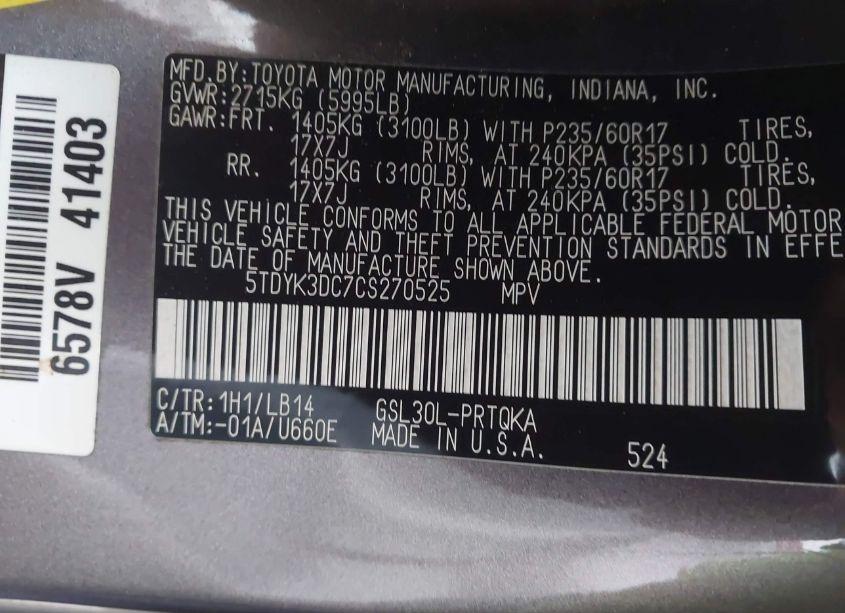 6578V 41403
MFD.BY:TOYOTA MOTOR MANUFACTURING, INDIANA, INC.
GVWR:2715KG (5995LB)
GAWR:FRT. 1405KG (3100LB) WITH P235/60R17 TIRES,
17X7J RIMS, AT 240KPA (35PSI) COLD.
RR. 1405KG (3100LB) WITH P235/60R17 TIRES,
17X7J RIMS, AT 240KPA (35PSI) COLD.
THIS VEHICLE CONFORMS TO ALL APPLICABLE FEDERAL MOTOR
VEHICLE SAFETY AND THEFT PREVENTION STANDARDS IN EFFE
THE DATE OF MANUFACTURE SHOWN ABOVE.
5TDYK3DC7CS270525 MPV
C/TR:1H1/LB14 GSL30L-PRTQKA
A/TM:-01A/U660E MADE IN U.S.A. 524